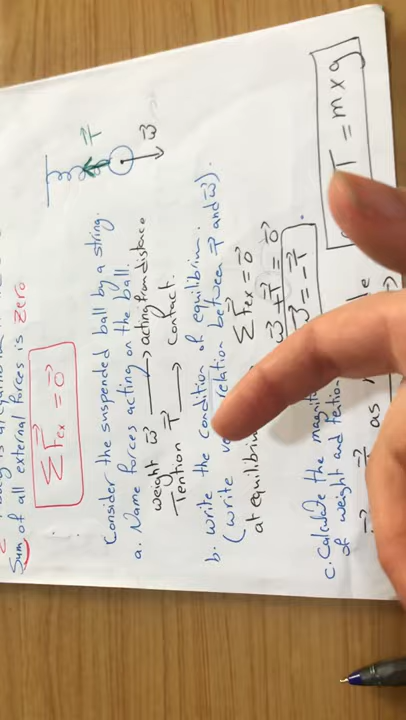 Sum of all external forces is Zero
ΣF⃗ex = 0⃗
Consider the suspended ball by a string.
a. Name forces acting on the ball.
weight w⃗ → acting from distance
Tention T⃗ → contact.
T⃗
w⃗
b. write the condition of equilibrium.
(write relation between T⃗ and w⃗).
at equilibrium ΣF⃗ex = 0⃗
w⃗ + T⃗ = 0⃗
w⃗ = -T⃗
c. Calculate the
of weight and
T = m x g
as